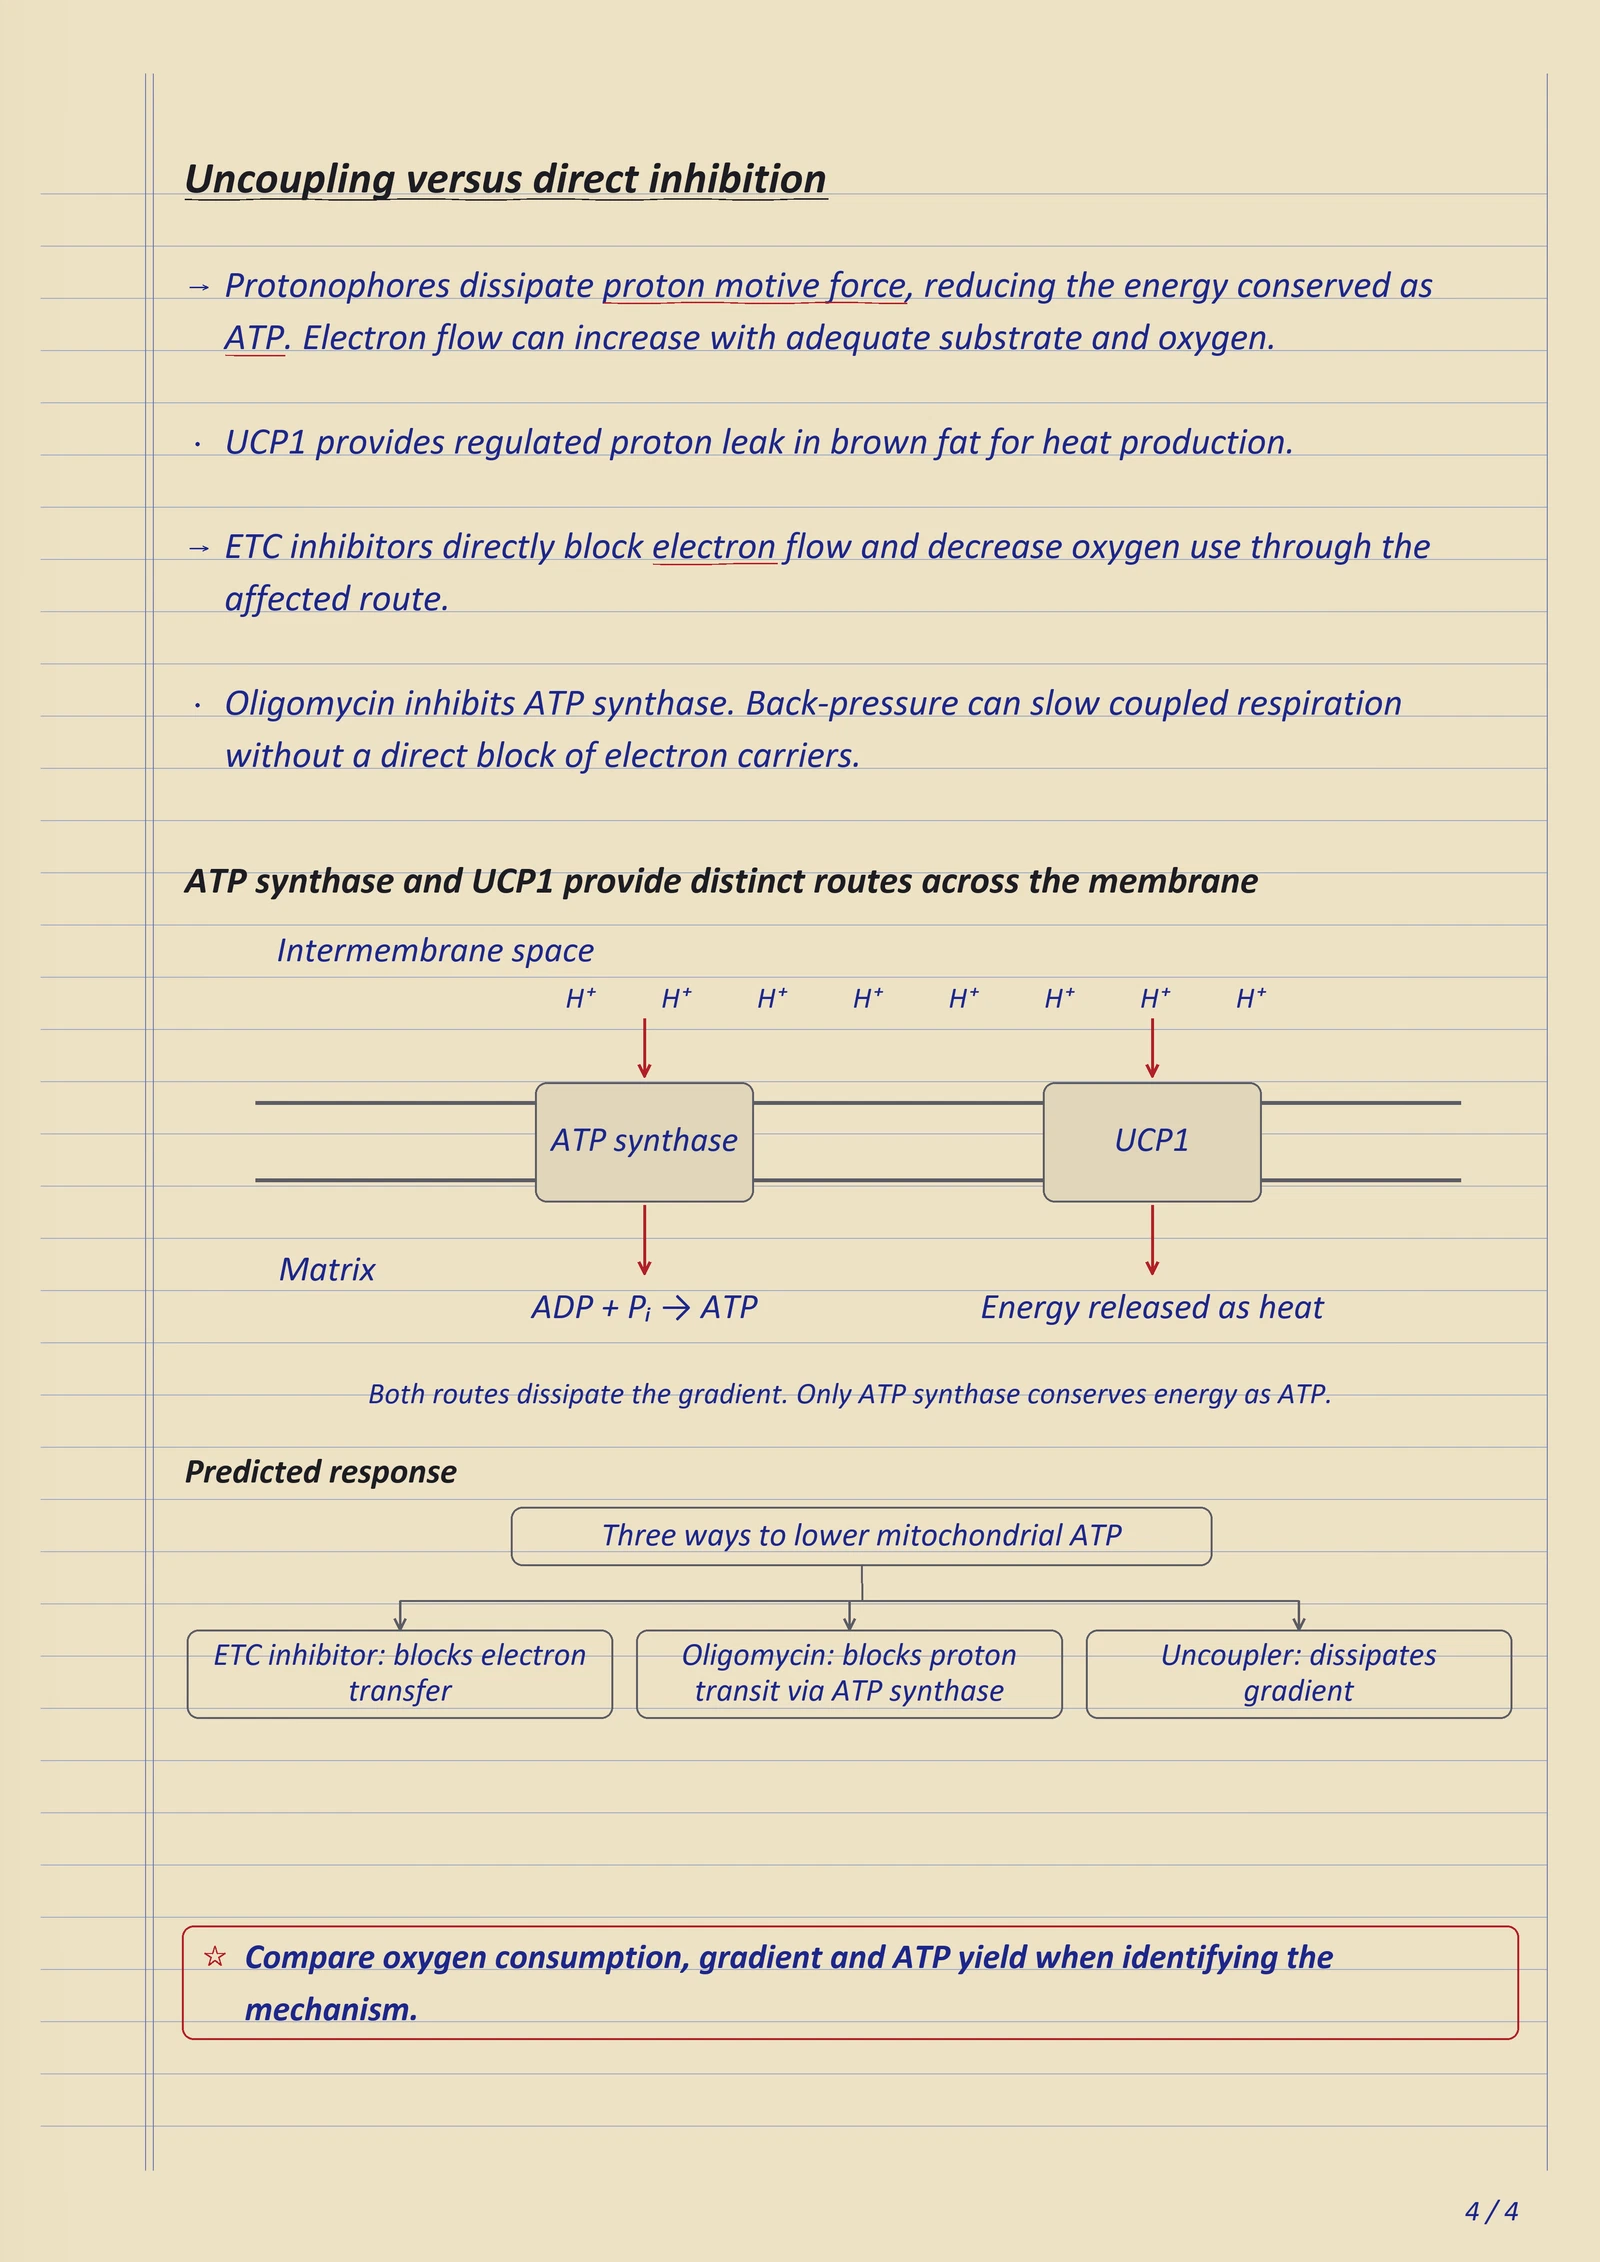 Uncoupling versus direct inhibition
→ Protonophores dissipate proton motive force, reducing the energy conserved as
ATP. Electron flow can increase with adequate substrate and oxygen.
· UCP1 provides regulated proton leak in brown fat for heat production.
→ ETC inhibitors directly block electron flow and decrease oxygen use through the
affected route.
· Oligomycin inhibits ATP synthase. Back-pressure can slow coupled respiration
without a direct block of electron carriers.
ATP synthase and UCP1 provide distinct routes across the membrane
Intermembrane space
H⁺ H⁺ H⁺ H⁺ H⁺ H⁺ H⁺ H⁺
ATP synthase UCP1
Matrix
ADP + Pᵢ → ATP Energy released as heat
Both routes dissipate the gradient. Only ATP synthase conserves energy as ATP.
Predicted response
Three ways to lower mitochondrial ATP
ETC inhibitor: blocks electron
transfer
Oligomycin: blocks proton
transit via ATP synthase
Uncoupler: dissipates
gradient
☆ Compare oxygen consumption, gradient and ATP yield when identifying the
mechanism.
4 / 4